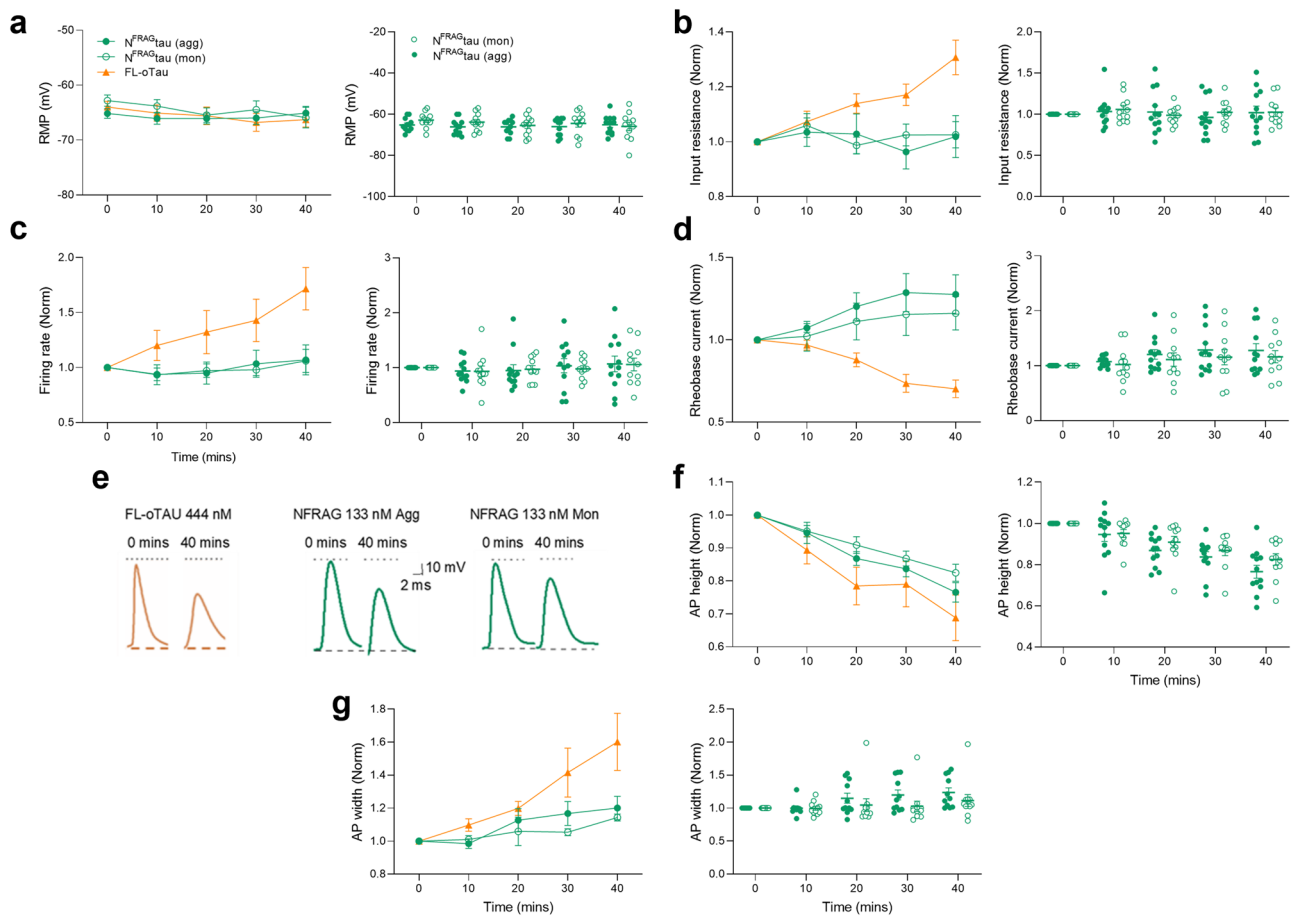 a
-50
-60
-70
-80
RMP (mV)
N^FRAG tau (agg)
N^FRAG tau (mon)
FL-oTau
0 10 20 30 40
-20
-40
-60
-80
-100
RMP (mV)
N^FRAG tau (mon)
N^FRAG tau (agg)
0 10 20 30 40
b
1.4
1.2
1.0
0.8
Input resistance (Norm)
0 10 20 30 40
2.0
1.5
1.0
0.5
0.0
Input resistance (Norm)
0 10 20 30 40
c
2.0
1.5
1.0
0.5
Firing rate (Norm)
0 10 20 30 40
Time (mins)
3
2
1
0
Firing rate (Norm)
0 10 20 30 40
d
1.5
1.0
0.5
Rheobase current (Norm)
0 10 20 30 40
3
2
1
0
Rheobase current (Norm)
0 10 20 30 40
e
FL-oTAU 444 nM
0 mins 40 mins
NFRAG 133 nM Agg
0 mins 40 mins
10 mV
2 ms
NFRAG 133 nM Mon
0 mins 40 mins
f
1.1
1.0
0.9
0.8
0.7
0.6
AP height (Norm)
0 10 20 30 40
1.2
1.0
0.8
0.6
0.4
AP height (Norm)
0 10 20 30 40
Time (mins)
g
1.8
1.6
1.4
1.2
1.0
0.8
AP width (Norm)
0 10 20 30 40
Time (mins)
2.5
2.0
1.5
1.0
0.5
0.0
AP width (Norm)
0 10 20 30 40
Time (mins)